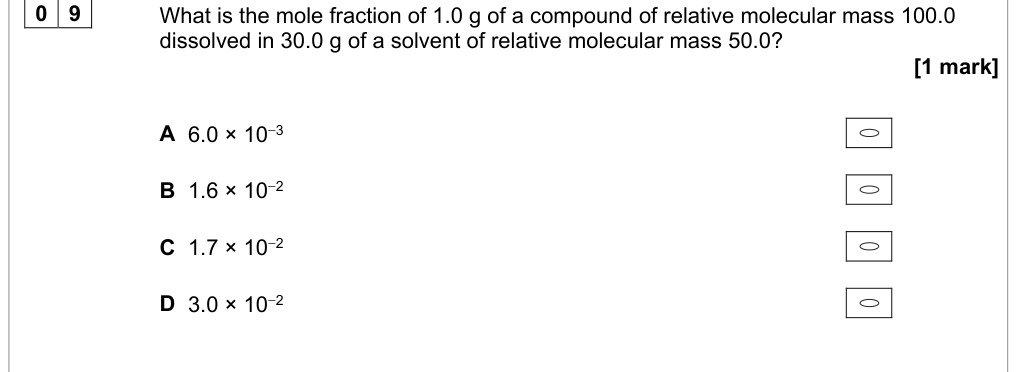 0 9 What is the mole fraction of 1.0 g of a compound of relative molecular mass 100.0
dissolved in 30.0 g of a solvent of relative molecular mass 50.0?
[1 mark]
A 6.0 × 10⁻³
B 1.6 × 10⁻²
C 1.7 × 10⁻²
D 3.0 × 10⁻²